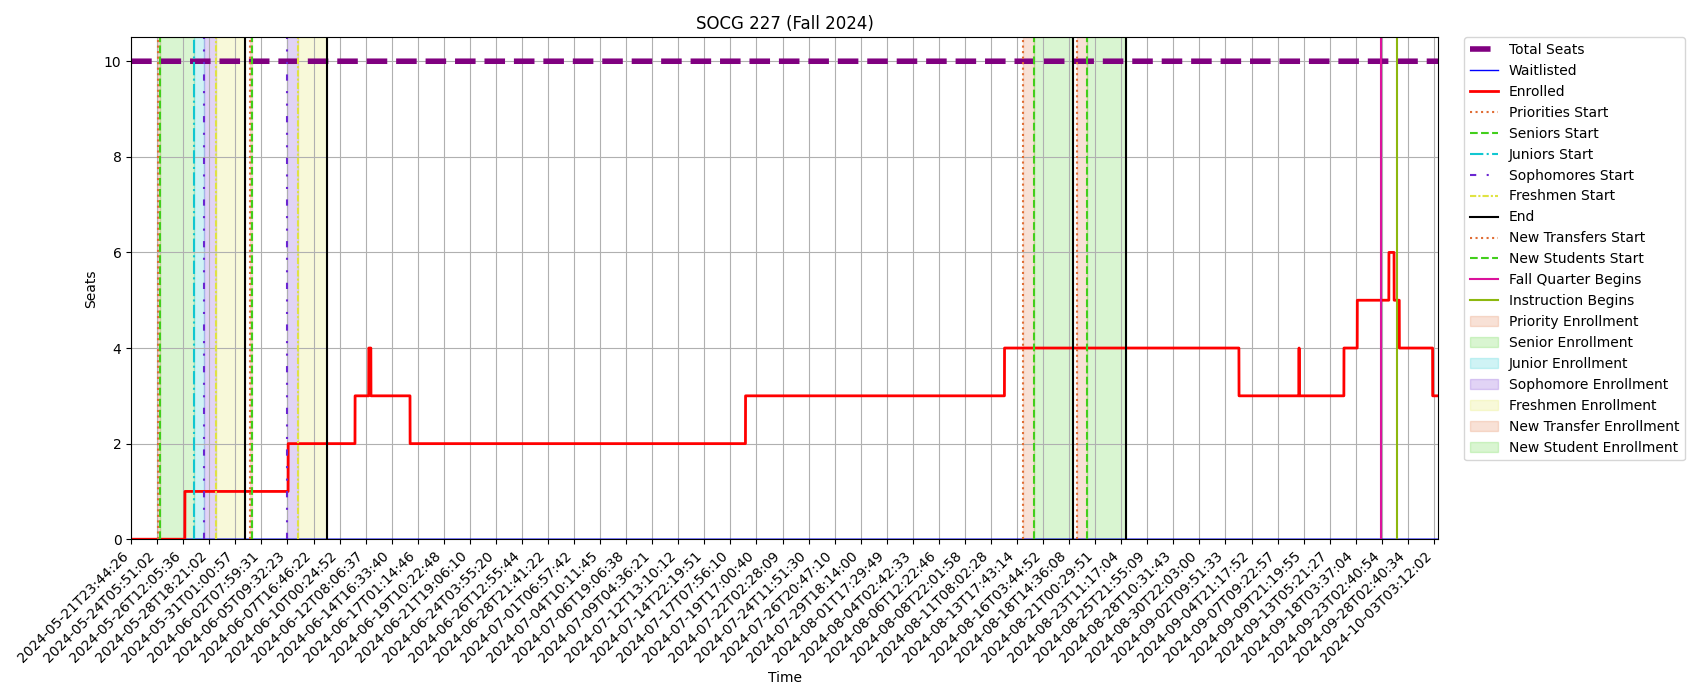 SOCG 227 (Fall 2024)
10
8
6
4
2
0
Seats
2024-05-21T23:44:26
2024-05-24T05:51:02
2024-05-26T12:05:36
2024-05-28T18:21:02
2024-05-31T01:00:57
2024-06-02T07:59:31
2024-06-05T09:32:23
2024-06-07T16:46:22
2024-06-10T00:24:52
2024-06-12T08:06:37
2024-06-14T16:33:40
2024-06-17T01:14:46
2024-06-19T10:22:48
2024-06-21T19:06:10
2024-06-24T03:55:20
2024-06-26T12:55:44
2024-06-28T21:41:22
2024-07-01T06:57:42
2024-07-04T10:11:45
2024-07-06T19:06:38
2024-07-09T04:36:21
2024-07-12T13:10:12
2024-07-14T22:19:51
2024-07-17T07:56:10
2024-07-19T17:00:40
2024-07-22T02:28:09
2024-07-24T11:51:30
2024-07-26T20:47:10
2024-07-29T18:14:00
2024-08-01T17:29:49
2024-08-04T02:42:33
2024-08-06T12:22:46
2024-08-08T22:01:58
2024-08-11T08:02:28
2024-08-13T17:43:14
2024-08-16T03:44:52
2024-08-18T14:36:08
2024-08-21T00:29:51
2024-08-23T11:17:04
2024-08-25T21:55:09
2024-08-28T10:31:43
2024-08-30T22:03:00
2024-09-02T09:51:33
2024-09-04T21:17:52
2024-09-07T09:22:57
2024-09-09T21:19:55
2024-09-13T05:21:27
2024-09-18T03:37:04
2024-09-23T02:40:54
2024-09-28T02:40:34
2024-10-03T03:12:02
Time
Total Seats
Waitlisted
Enrolled
Priorities Start
Seniors Start
Juniors Start
Sophomores Start
Freshmen Start
End
New Transfers Start
New Students Start
Fall Quarter Begins
Instruction Begins
Priority Enrollment
Senior Enrollment
Junior Enrollment
Sophomore Enrollment
Freshmen Enrollment
New Transfer Enrollment
New Student Enrollment